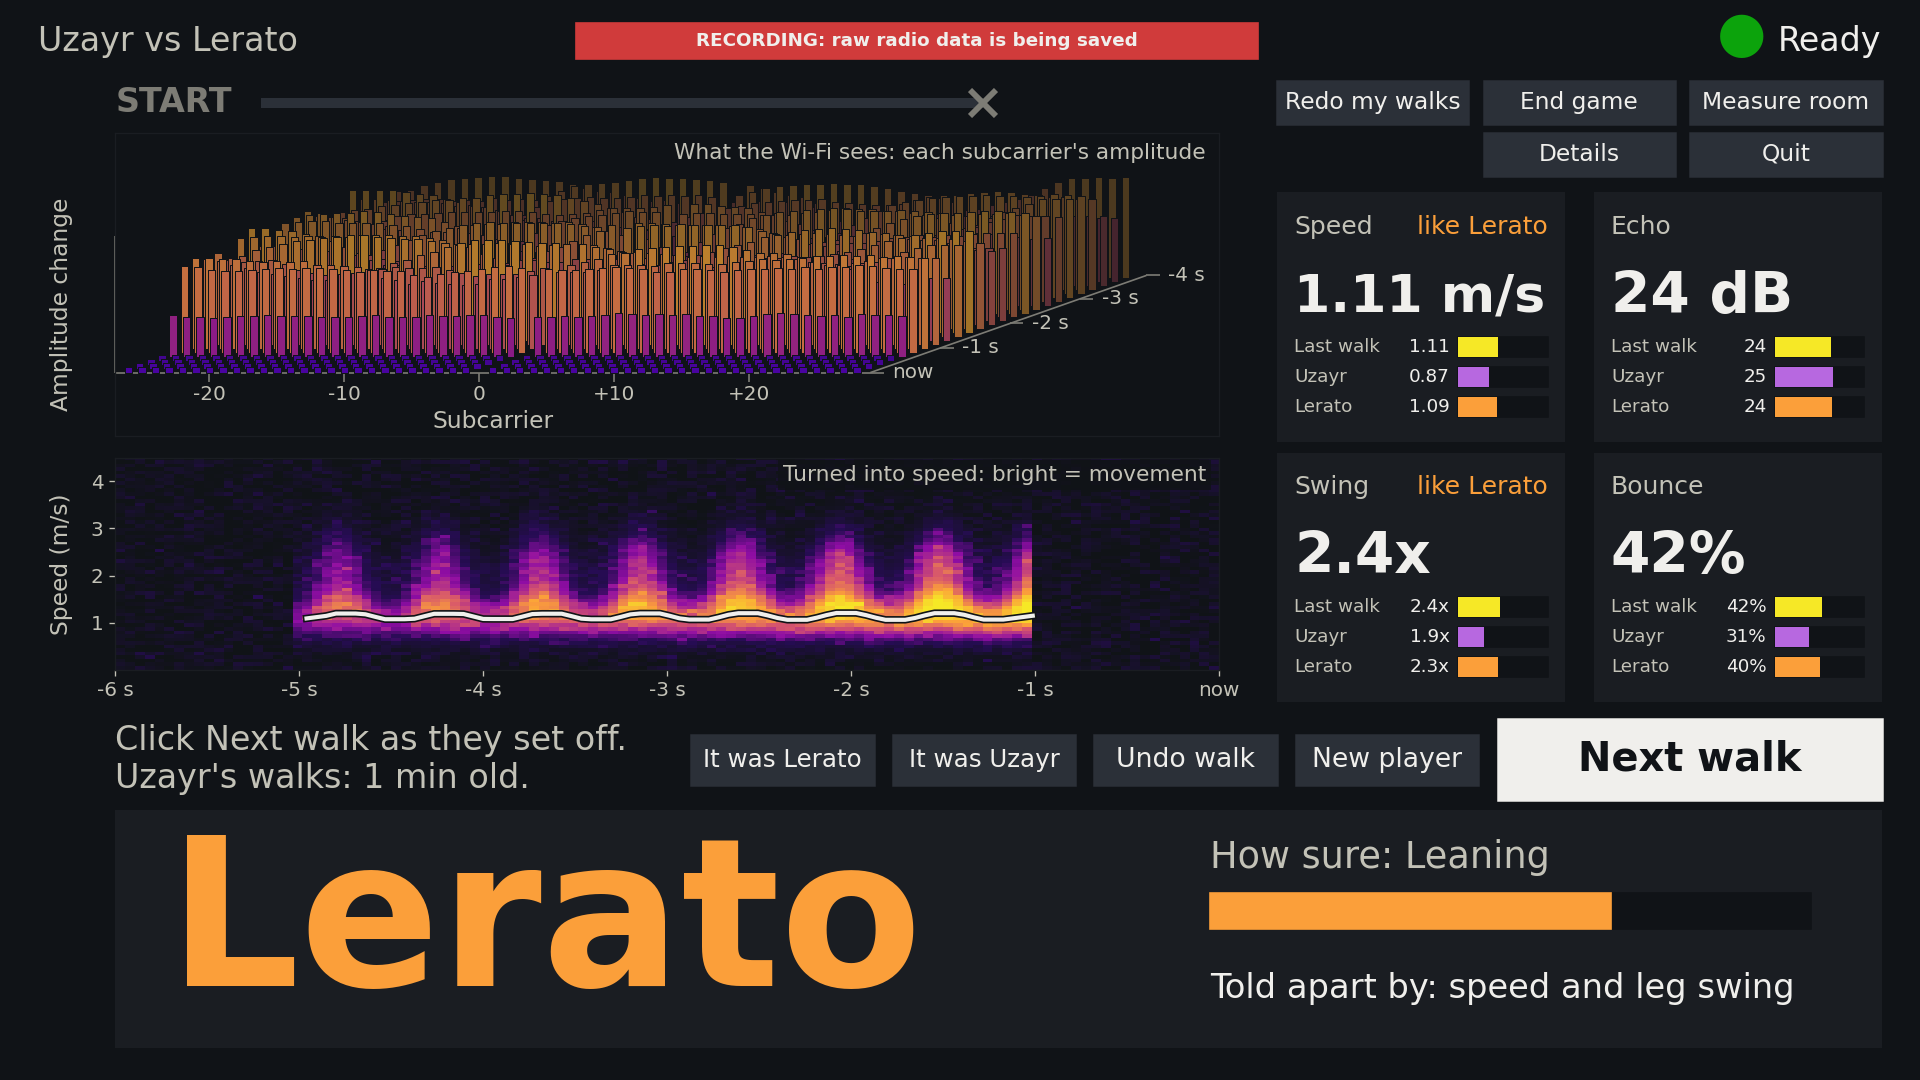 Uzayr vs Lerato
RECORDING: raw radio data is being saved
Ready
START
Redo my walks
End game
Measure room
Details
Quit
What the Wi-Fi sees: each subcarrier's amplitude
Amplitude change
-4 s
-3 s
-2 s
-1 s
now
-20
-10
0
+10
+20
Subcarrier
Turned into speed: bright = movement
Speed (m/s)
4
3
2
1
-6 s
-5 s
-4 s
-3 s
-2 s
-1 s
now
Speed
like Lerato
1.11 m/s
Last walk 1.11
Uzayr 0.87
Lerato 1.09
Echo
24 dB
Last walk 24
Uzayr 25
Lerato 24
Swing
like Lerato
2.4x
Last walk 2.4x
Uzayr 1.9x
Lerato 2.3x
Bounce
42%
Last walk 42%
Uzayr 31%
Lerato 40%
Click Next walk as they set off.
Uzayr's walks: 1 min old.
It was Lerato
It was Uzayr
Undo walk
New player
Next walk
Lerato
How sure: Leaning
Told apart by: speed and leg swing